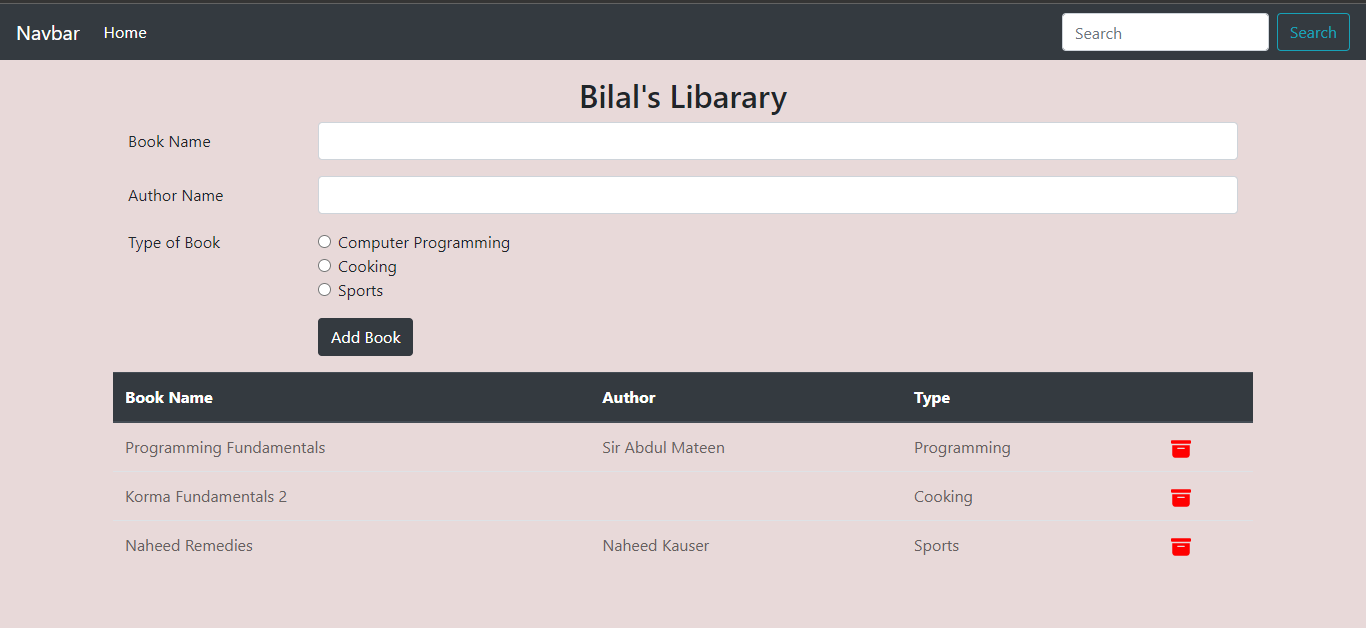 Navbar Home Search Search
Bilal's Libarary
Book Name
Author Name
Type of Book Computer Programming
Cooking
Sports
Add Book
Book Name Author Type
Programming Fundamentals Sir Abdul Mateen Programming
Korma Fundamentals 2 Cooking
Naheed Remedies Naheed Kauser Sports